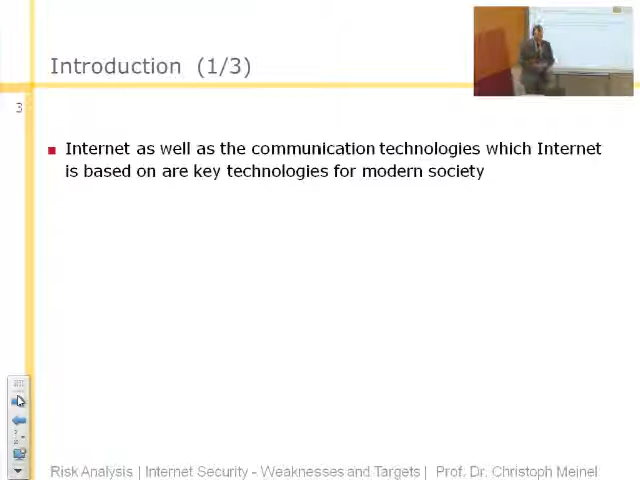 Introduction (1/3)
3
Internet as well as the communication technologies which Internet
is based on are key technologies for modern society
Risk Analysis | Internet Security - Weaknesses and Targets | Prof. Dr. Christoph Meinel